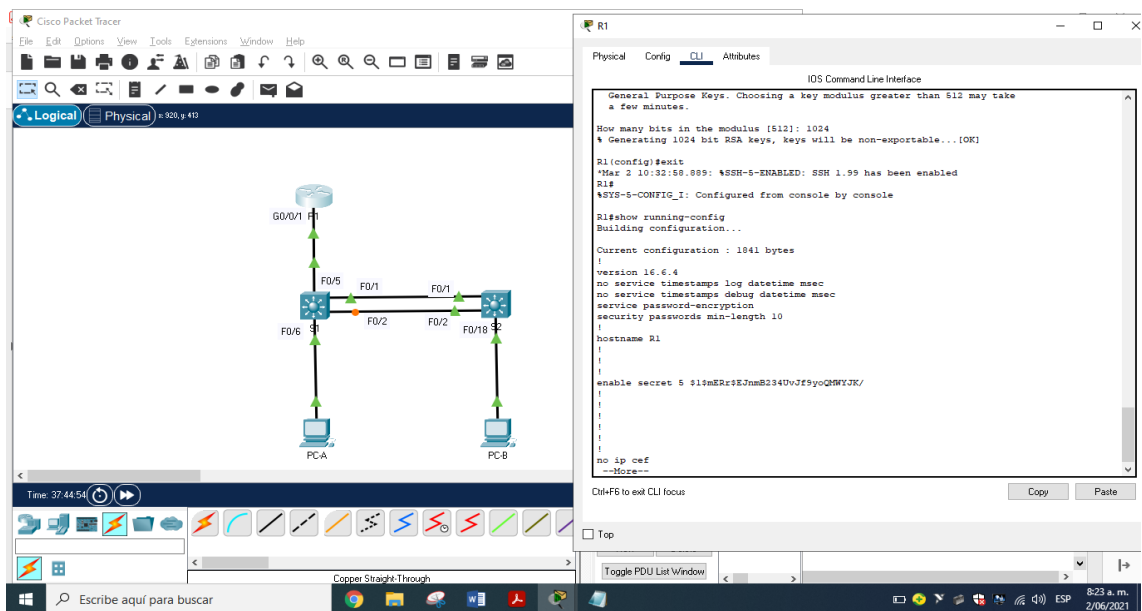 Cisco Packet Tracer
File Edit Options View Tools Extensions Window Help
Logical Physical x: 920, y: 413
G0/0/1 R1
F0/5
F0/1
F0/1
F0/2
F0/2
F0/6
S1
F0/18
S2
PC-A
PC-B
Time: 37:44:54
Copper Straight-Through
R1
Physical Config CLI Attributes
IOS Command Line Interface
General Purpose Keys. Choosing a key modulus greater than 512 may take
a few minutes.
How many bits in the modulus [512]: 1024
% Generating 1024 bit RSA keys, keys will be non-exportable...[OK]
R1(config)#exit
*Mar 2 10:32:58.889: %SSH-5-ENABLED: SSH 1.99 has been enabled
R1#
%SYS-5-CONFIG_I: Configured from console by console
R1#show running-config
Building configuration...
Current configuration : 1841 bytes
!
version 16.6.4
no service timestamps log datetime msec
no service timestamps debug datetime msec
service password-encryption
security passwords min-length 10
!
hostname R1
!
!
!
enable secret 5 $1$mERr$EJnmB234UvJf9yoQMWYJK/
!
!
!
!
!
!
no ip cef
--More--
Ctrl+F6 to exit CLI focus
Copy Paste
Top
Toggle PDU List Window
Escribe aquí para buscar
ESP
8:23 a. m.
2/06/2021